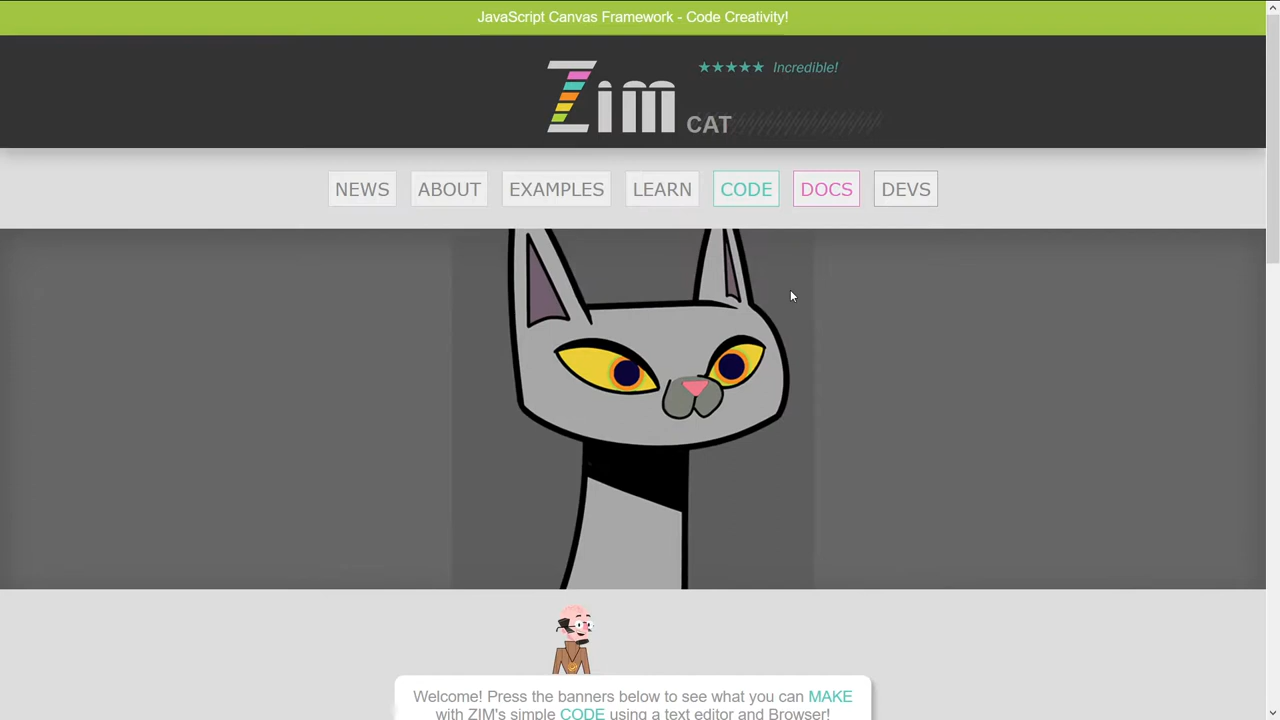 JavaScript Canvas Framework - Code Creativity!
Zim CAT
★★★★★ Incredible!
NEWS ABOUT EXAMPLES LEARN CODE DOCS DEVS
Welcome! Press the banners below to see what you can MAKE
with ZIM's simple CODE using a text editor and Browser!